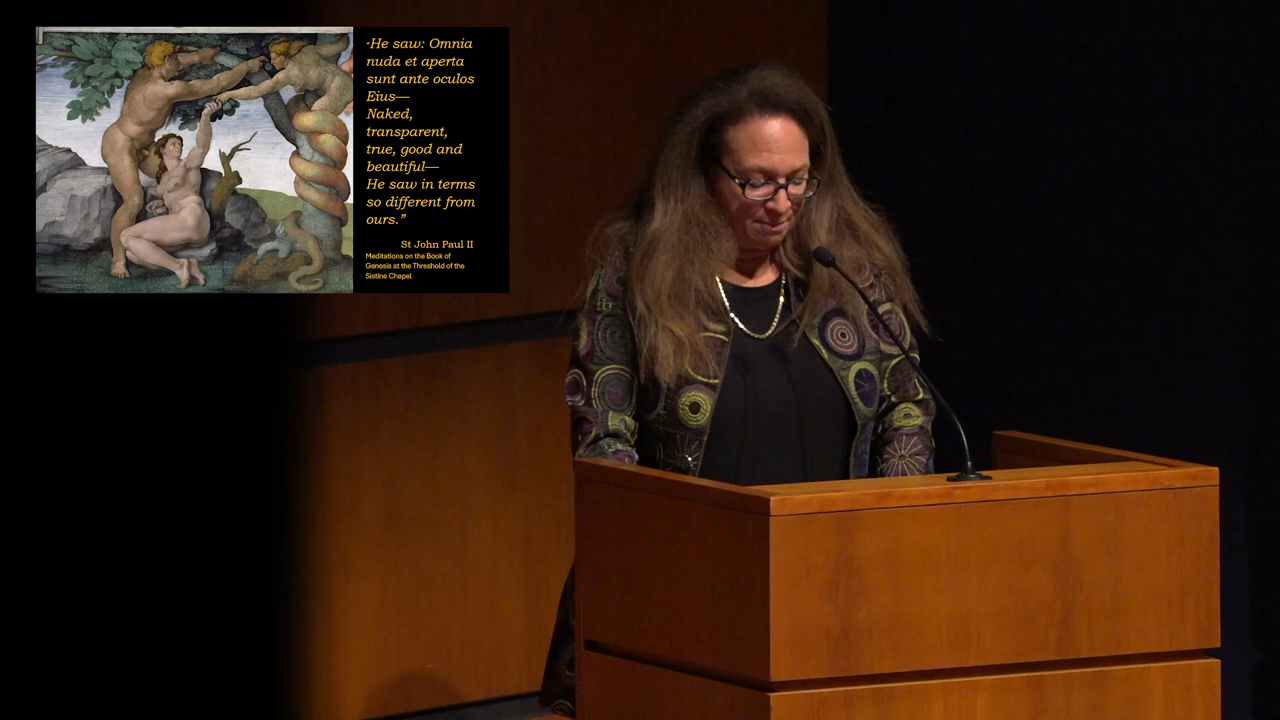 "He saw: Omnia
nuda et aperta
sunt ante oculos
Eius—
Naked,
transparent,
true, good and
beautiful—
He saw in terms
so different from
ours.”
St John Paul II
Meditations on the Book of
Genesis at the Threshold of the
Sistine Chapel